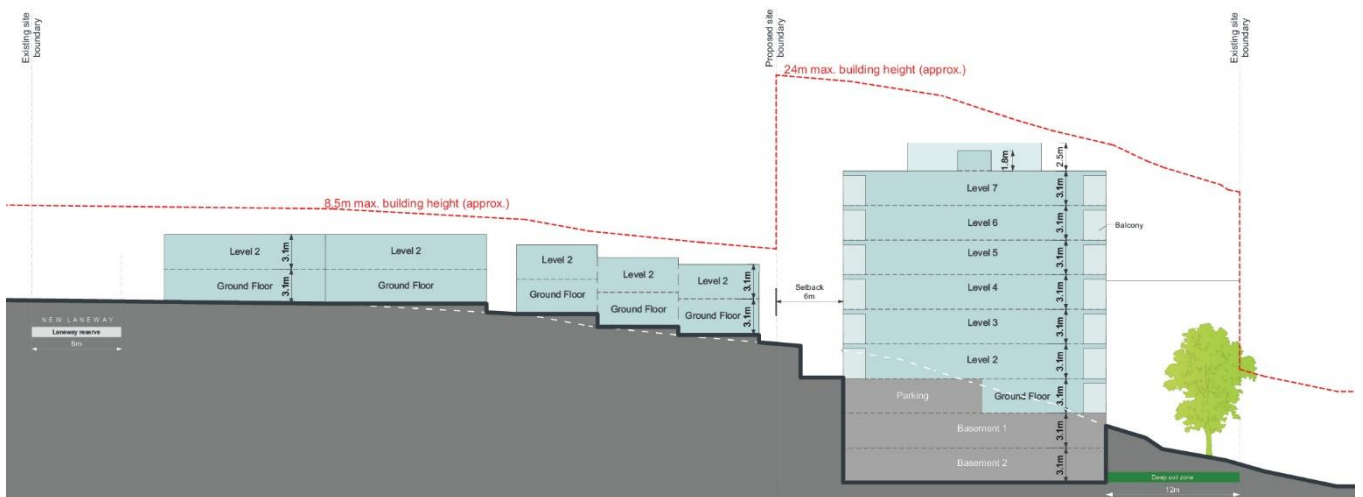 Existing site
boundary
Proposed site
boundary
Existing site
boundary
24m max. building height (approx.)
8.5m max. building height (approx.)
2.5m
1.8m
Level 7
3.1m
Level 6
3.1m
Balcony
Level 5
3.1m
Level 4
3.1m
Level 3
3.1m
Level 2
3.1m
Parking
Ground Floor
3.1m
Basement 1
3.1m
Basement 2
3.1m
Setback
6m
Level 2
Level 2
3.1m
Ground Floor
Ground Floor
3.1m
Level 2
Level 2
Level 2
3.1m
Ground Floor
Ground Floor
Ground Floor
3.1m
NEW LANEWAY
Laneway reserve
8m
Deep soil zone
12m